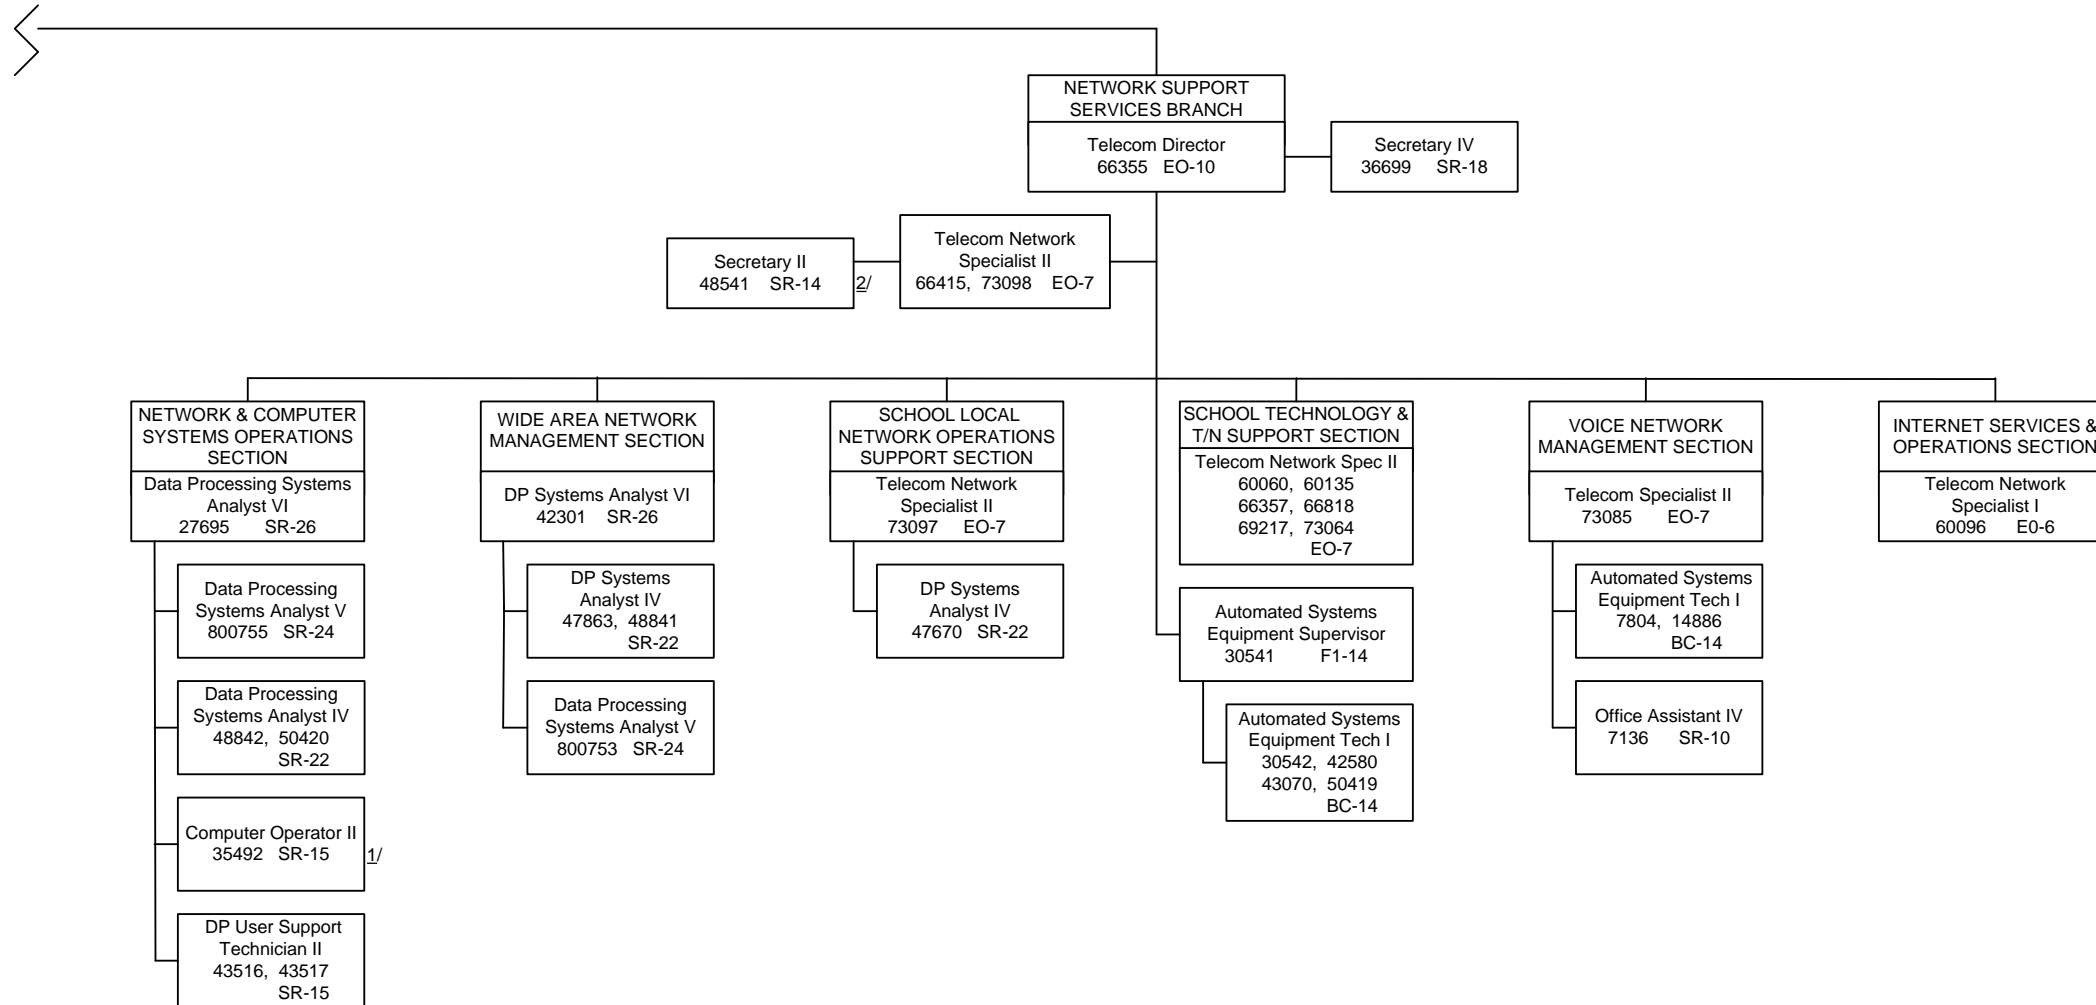 NETWORK SUPPORT
SERVICES BRANCH
Telecom Director
66355 EO-10
Secretary IV
36699 SR-18
Secretary II
48541 SR-14
2/
Telecom Network
Specialist II
66415, 73098 EO-7
NETWORK & COMPUTER
SYSTEMS OPERATIONS
SECTION
Data Processing Systems
Analyst VI
27695 SR-26
Data Processing
Systems Analyst V
800755 SR-24
Data Processing
Systems Analyst IV
48842, 50420
SR-22
Computer Operator II
35492 SR-15
1/
DP User Support
Technician II
43516, 43517
SR-15
WIDE AREA NETWORK
MANAGEMENT SECTION
DP Systems Analyst VI
42301 SR-26
DP Systems
Analyst IV
47863, 48841
SR-22
Data Processing
Systems Analyst V
800753 SR-24
SCHOOL LOCAL
NETWORK OPERATIONS
SUPPORT SECTION
Telecom Network
Specialist II
73097 EO-7
DP Systems
Analyst IV
47670 SR-22
SCHOOL TECHNOLOGY &
T/N SUPPORT SECTION
Telecom Network Spec II
60060, 60135
66357, 66818
69217, 73064
EO-7
Automated Systems
Equipment Supervisor
30541 F1-14
Automated Systems
Equipment Tech I
30542, 42580
43070, 50419
BC-14
VOICE NETWORK
MANAGEMENT SECTION
Telecom Specialist II
73085 EO-7
Automated Systems
Equipment Tech I
7804, 14886
BC-14
Office Assistant IV
7136 SR-10
INTERNET SERVICES &
OPERATIONS SECTION
Telecom Network
Specialist I
60096 E0-6